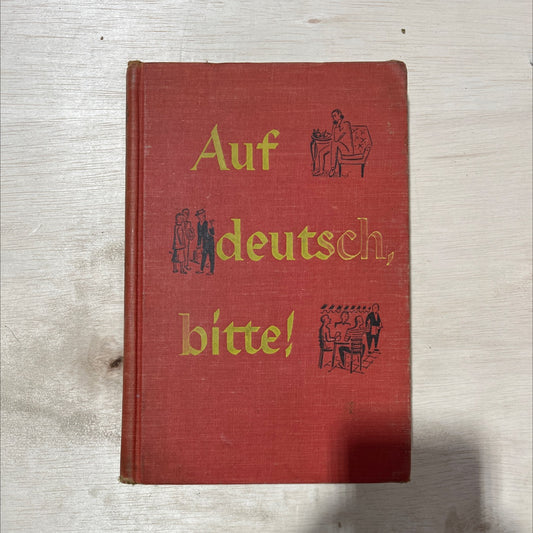 Auf
deutsch,
bitte!